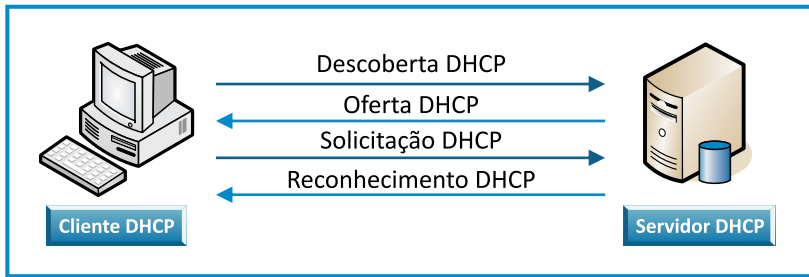 Descoberta DHCP
Oferta DHCP
Solicitação DHCP
Reconhecimento DHCP
Cliente DHCP
Servidor DHCP